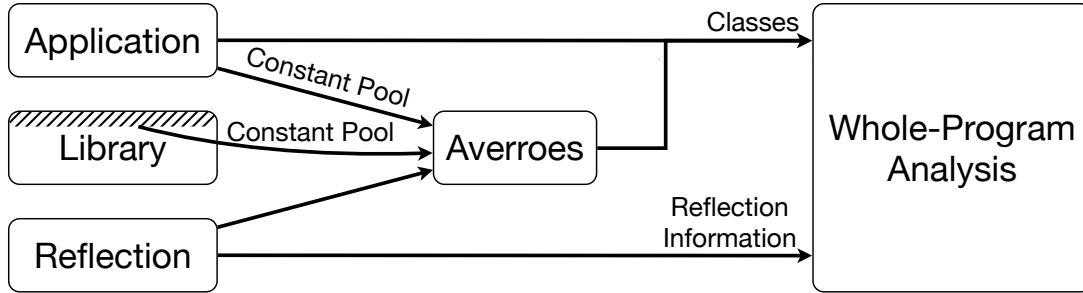 Application
Classes
Constant Pool
Library
Constant Pool
Averroes
Whole-Program
Analysis
Reflection
Reflection
Information